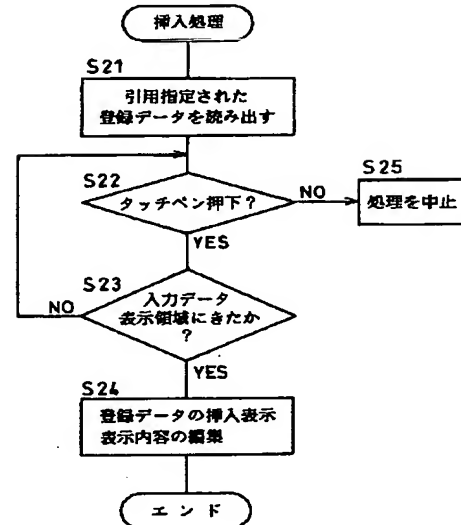 挿入処理
S21
引用指定された
登録データを読み出す
S22
タッチペン押下？
NO
S25
処理を中止
YES
S23
入力データ
表示領域にきたか
？
NO
YES
S24
登録データの挿入表示
表示内容の編集
エンド